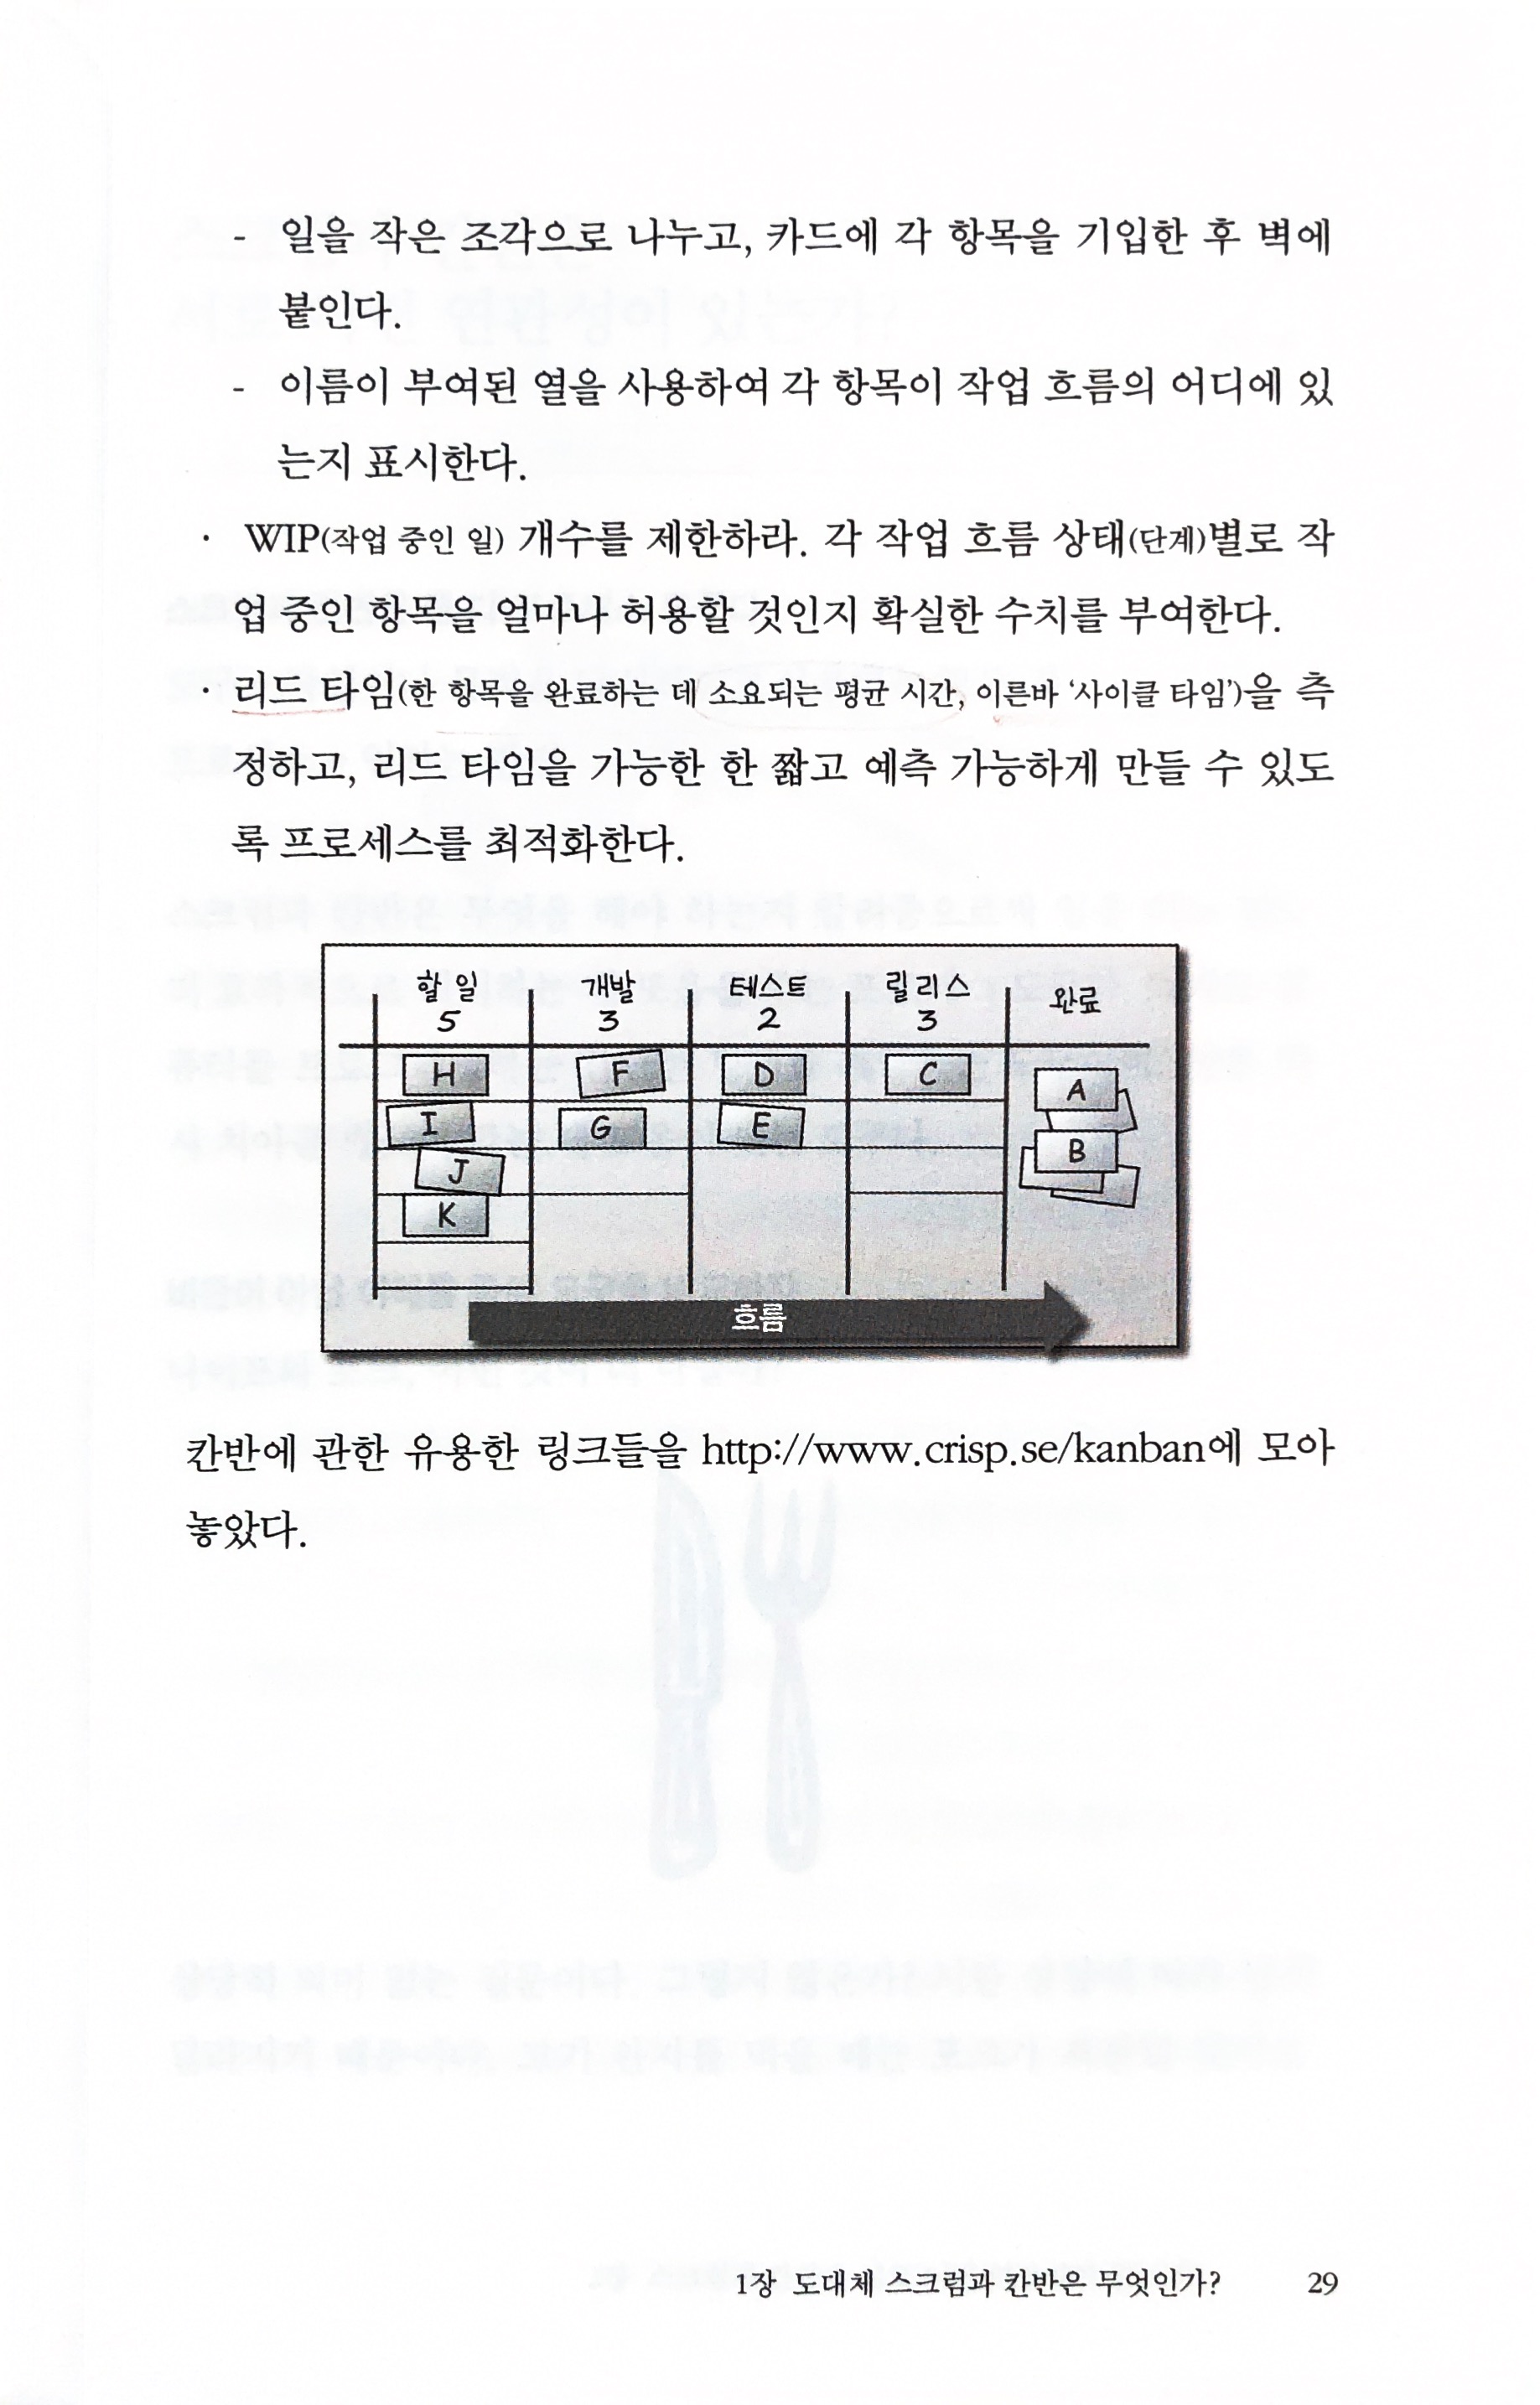 - 일을 작은 조각으로 나누고, 카드에 각 항목을 기입한 후 벽에
붙인다.
- 이름이 부여된 열을 사용하여 각 항목이 작업 흐름의 어디에 있
는지 표시한다.
· WIP(작업 중인 일) 개수를 제한하라. 각 작업 흐름 상태(단계)별로 작
업 중인 항목을 얼마나 허용할 것인지 확실한 수치를 부여한다.
· 리드 타임(한 항목을 완료하는 데 소요되는 평균 시간, 이른바 ‘사이클 타임’)을 측
정하고, 리드 타임을 가능한 한 짧고 예측 가능하게 만들 수 있도
록 프로세스를 최적화한다.
할 일 개발 테스트 릴리스 완료
5 3 2 3
H F D C A
I G E B
J
K
흐름
칸반에 관한 유용한 링크들을 http://www.crisp.se/kanban에 모아
놓았다.
1장 도대체 스크럼과 칸반은 무엇인가? 29